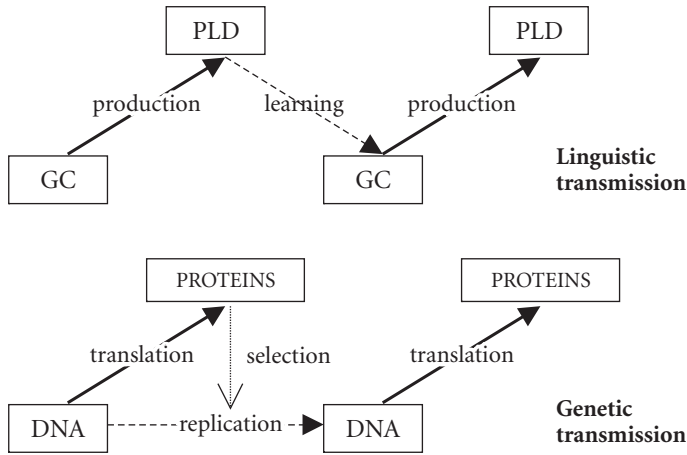 PLD
PLD
production
learning
production
GC
GC
Linguistic
transmission
PROTEINS
PROTEINS
translation
selection
translation
DNA
replication
DNA
Genetic
transmission